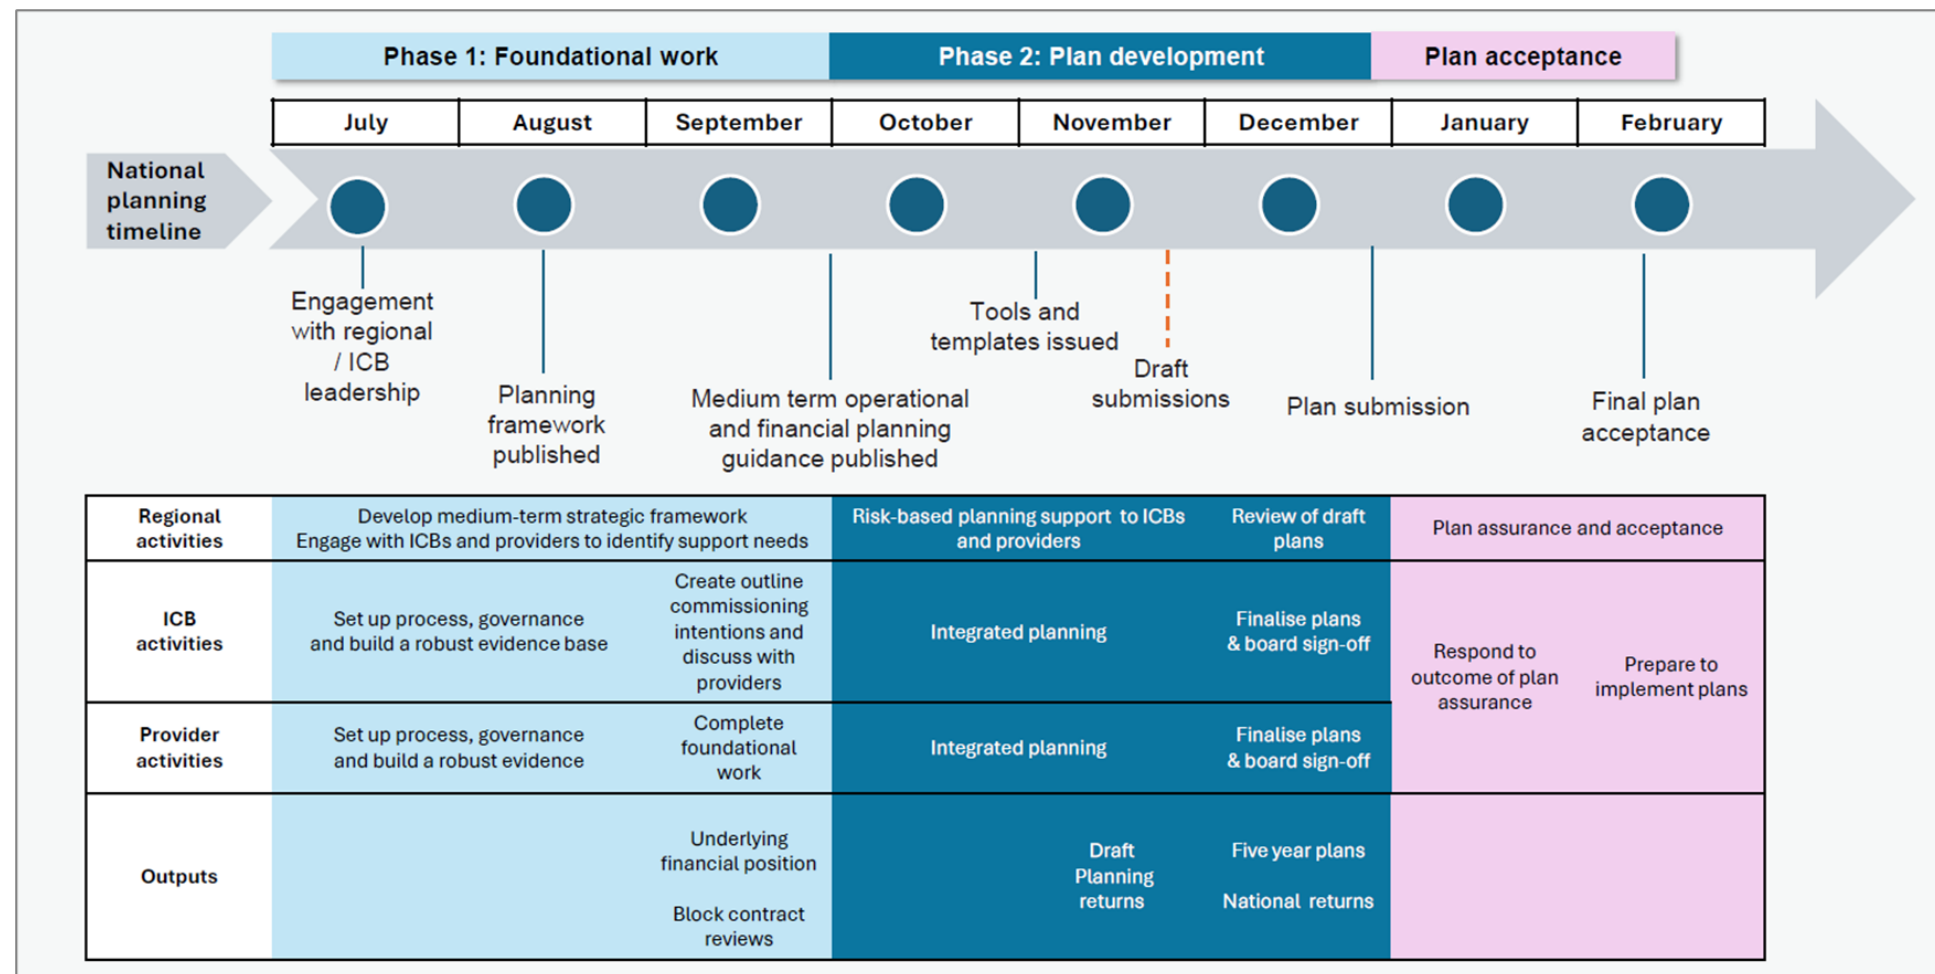 Phase 1: Foundational work
Phase 2: Plan development
Plan acceptance
July
August
September
October
November
December
January
February
National
planning
timeline
Engagement
with regional
/ ICB
leadership
Planning
framework
published
Medium term operational
and financial planning
guidance published
Tools and
templates issued
Draft
submissions
Plan submission
Final plan
acceptance
Regional
activities
Develop medium-term strategic framework
Engage with ICBs and providers to identify support needs
Risk-based planning support to ICBs
and providers
Review of draft
plans
Plan assurance and acceptance
ICB
activities
Set up process, governance
and build a robust evidence base
Create outline
commissioning
intentions and
discuss with
providers
Integrated planning
Finalise plans
& board sign-off
Respond to
outcome of plan
assurance
Prepare to
implement plans
Provider
activities
Set up process, governance
and build a robust evidence
Complete
foundational
work
Integrated planning
Finalise plans
& board sign-off
Outputs
Underlying
financial position
Block contract
reviews
Draft
Planning
returns
Five year plans
National returns